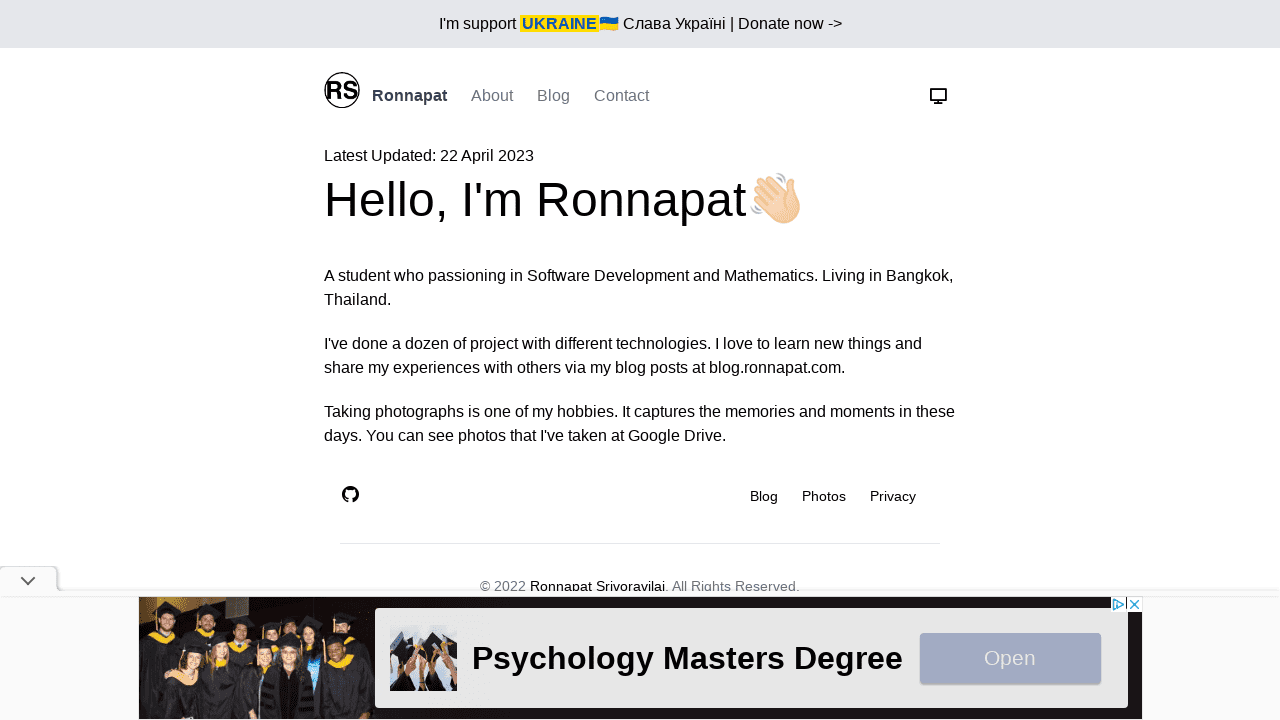 I'm support UKRAINE🇺🇦 Слава Україні | Donate now ->
RS Ronnapat About Blog Contact
Latest Updated: 22 April 2023
Hello, I'm Ronnapat👋🏻
A student who passioning in Software Development and Mathematics. Living in Bangkok,
Thailand.
I've done a dozen of project with different technologies. I love to learn new things and
share my experiences with others via my blog posts at blog.ronnapat.com.
Taking photographs is one of my hobbies. It captures the memories and moments in these
days. You can see photos that I've taken at Google Drive.
Blog Photos Privacy
© 2022 Ronnapat Srivoravilai. All Rights Reserved.
Psychology Masters Degree
Open